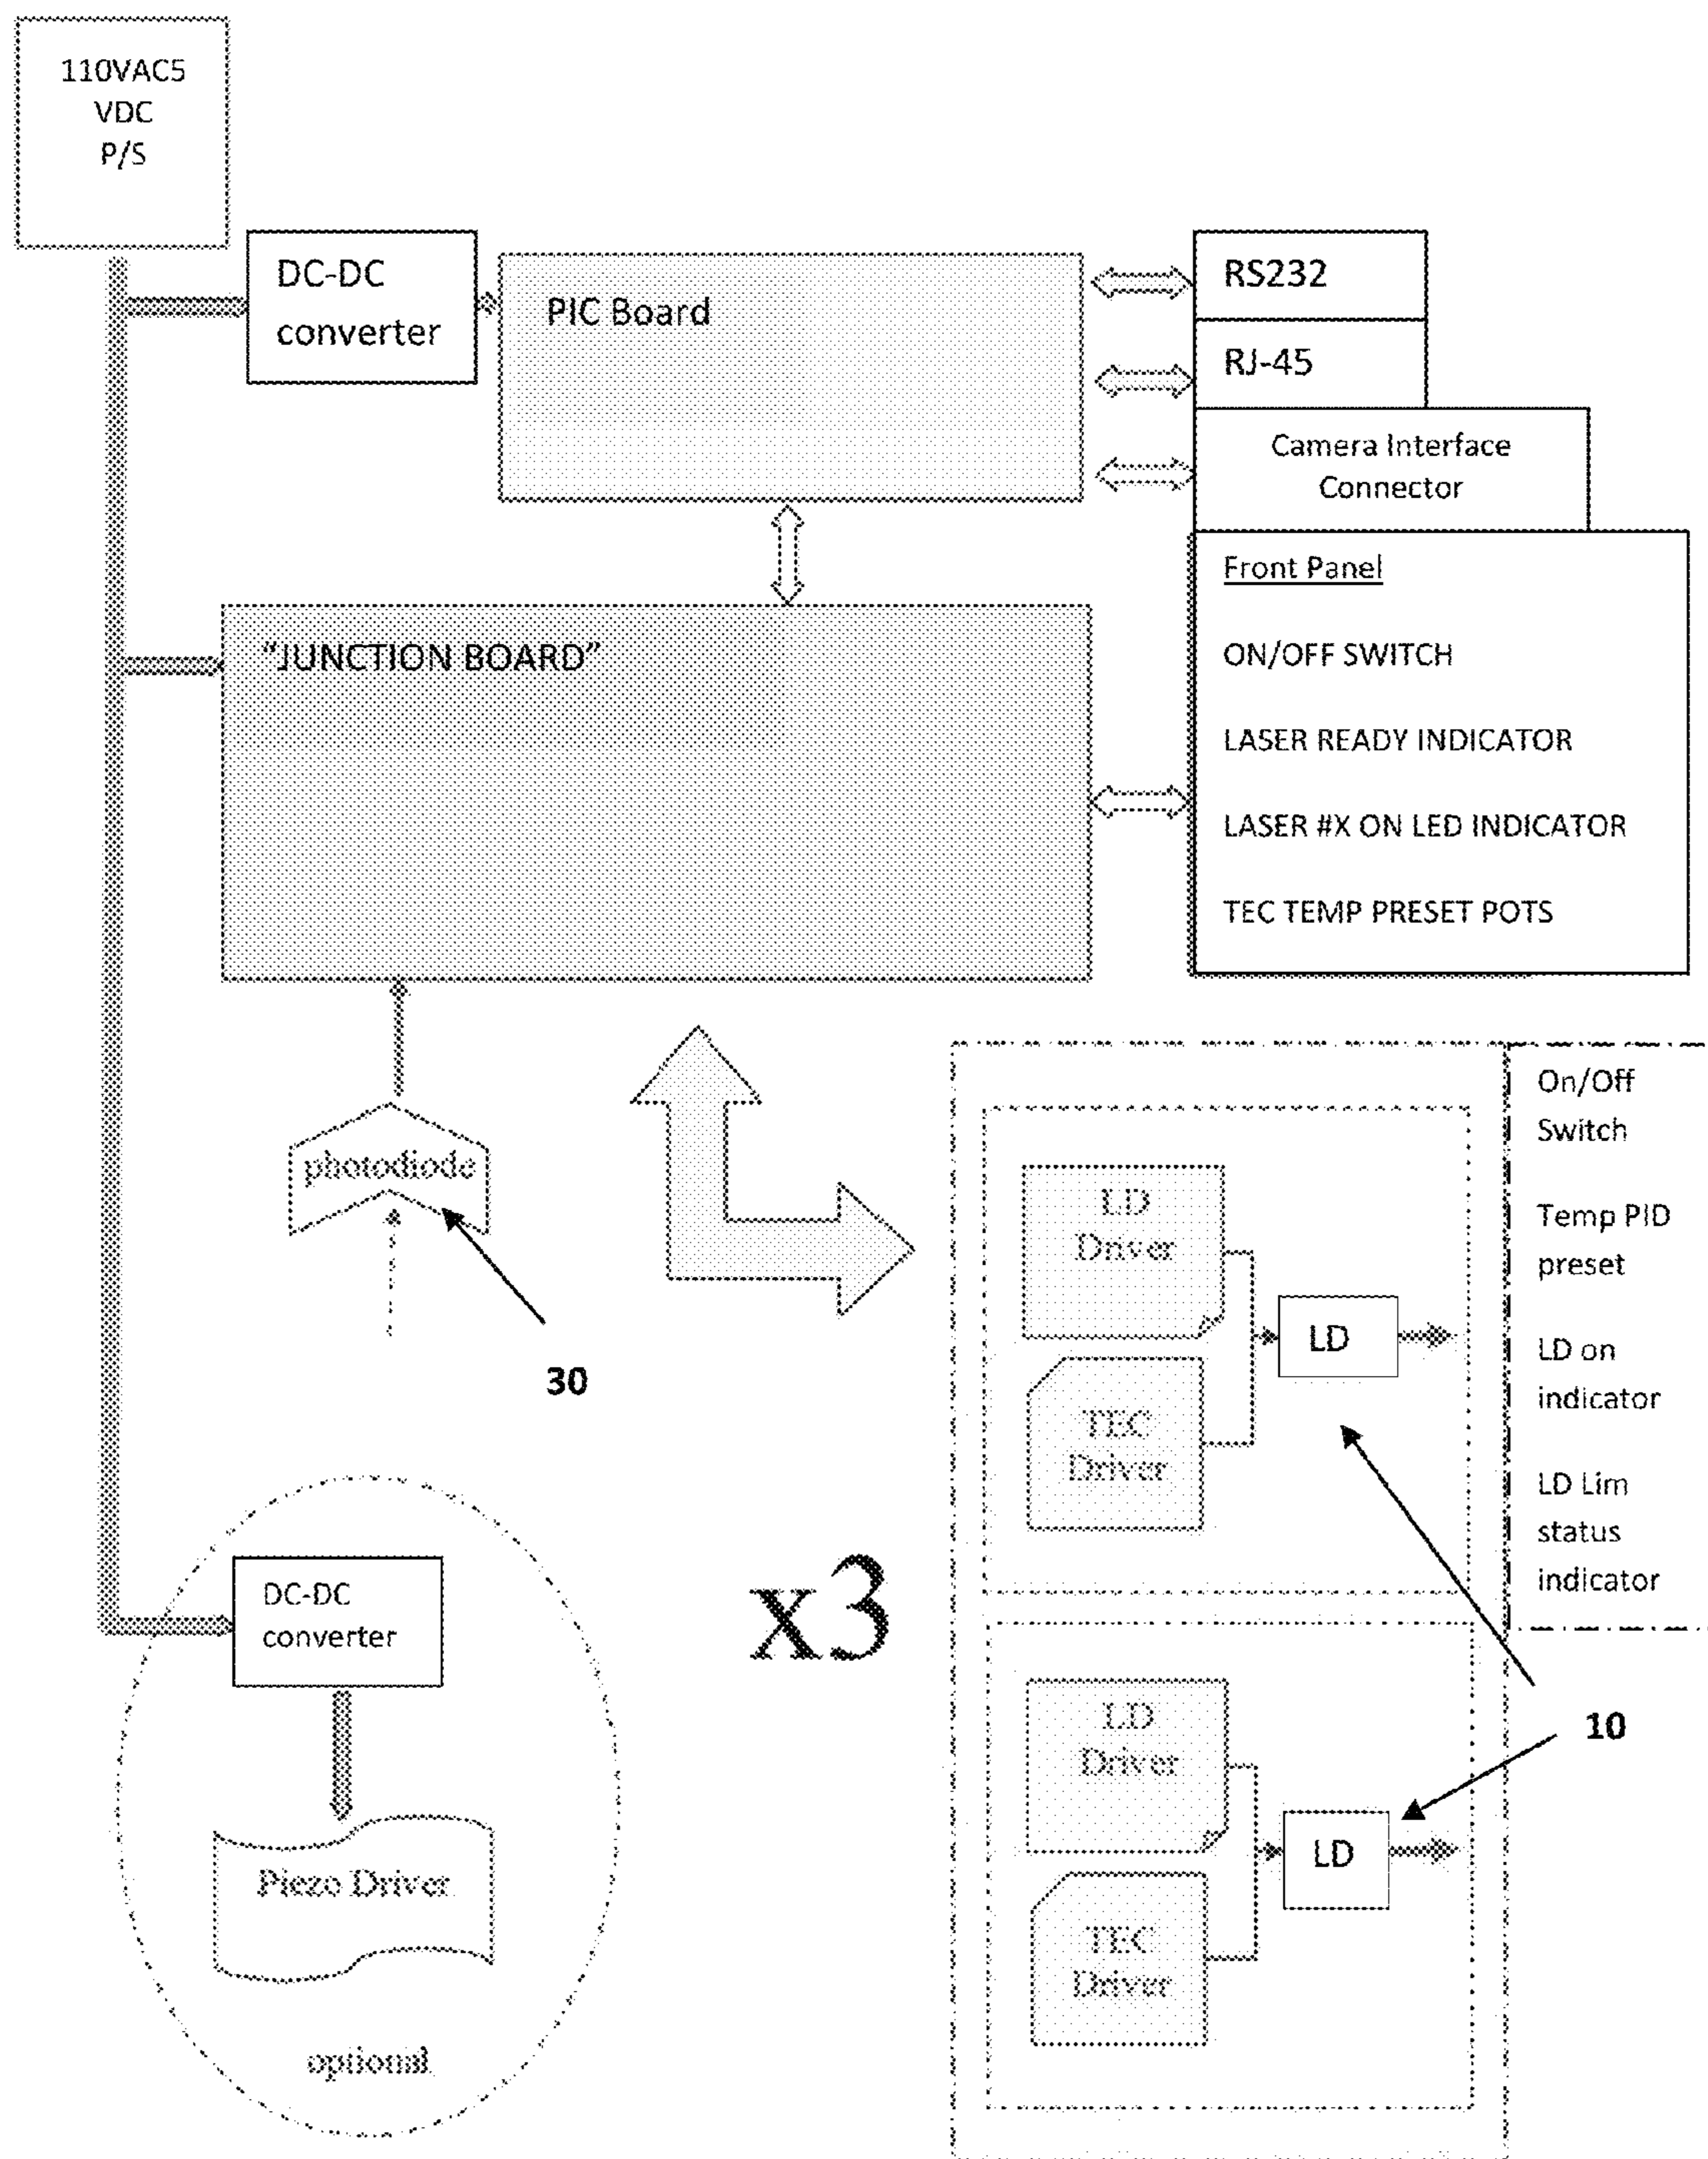 110VAC5
VDC
P/S
DC-DC
converter
PIC Board
RS232
RJ-45
Camera Interface
Connector
Front Panel
ON/OFF SWITCH
LASER READY INDICATOR
LASER #X ON LED INDICATOR
TEC TEMP PRESET POTS
"JUNCTION BOARD"
photodiode
30
On/Off
Switch
Temp PID
preset
LD on
indicator
LD Lim
status
indicator
LD
Driver
LD
TEC
Driver
x3
10
LD
Driver
LD
TEC
Driver
DC-DC
converter
Piezo Driver
optional